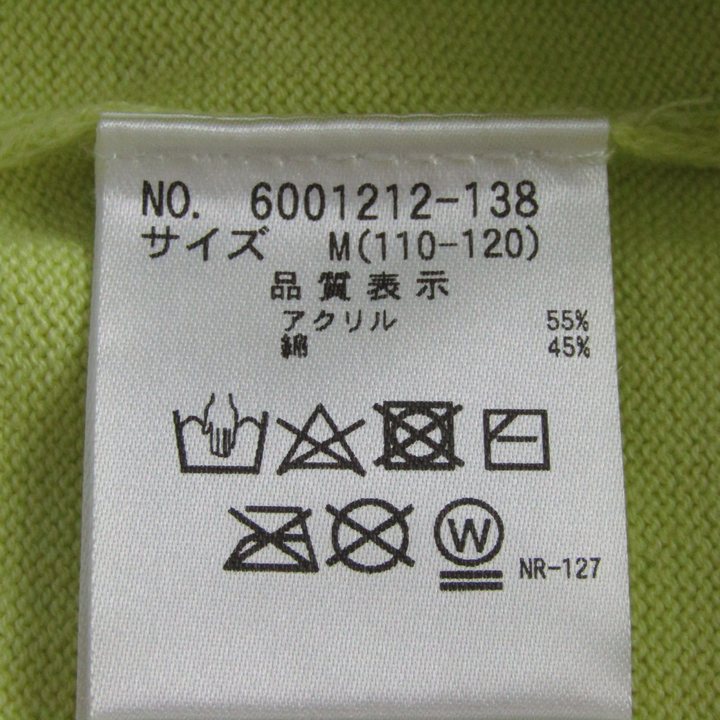 NO. 6001212-138
サイズ M(110-120)
品質表示
アクリル 55%
綿 45%
W
NR-127